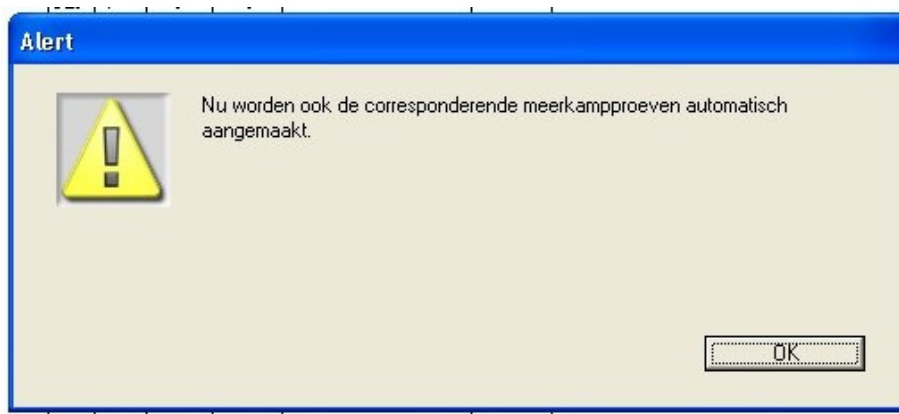 Alert
Nu worden ook de corresponderende meerkampproeven automatisch
aangemaakt.
OK